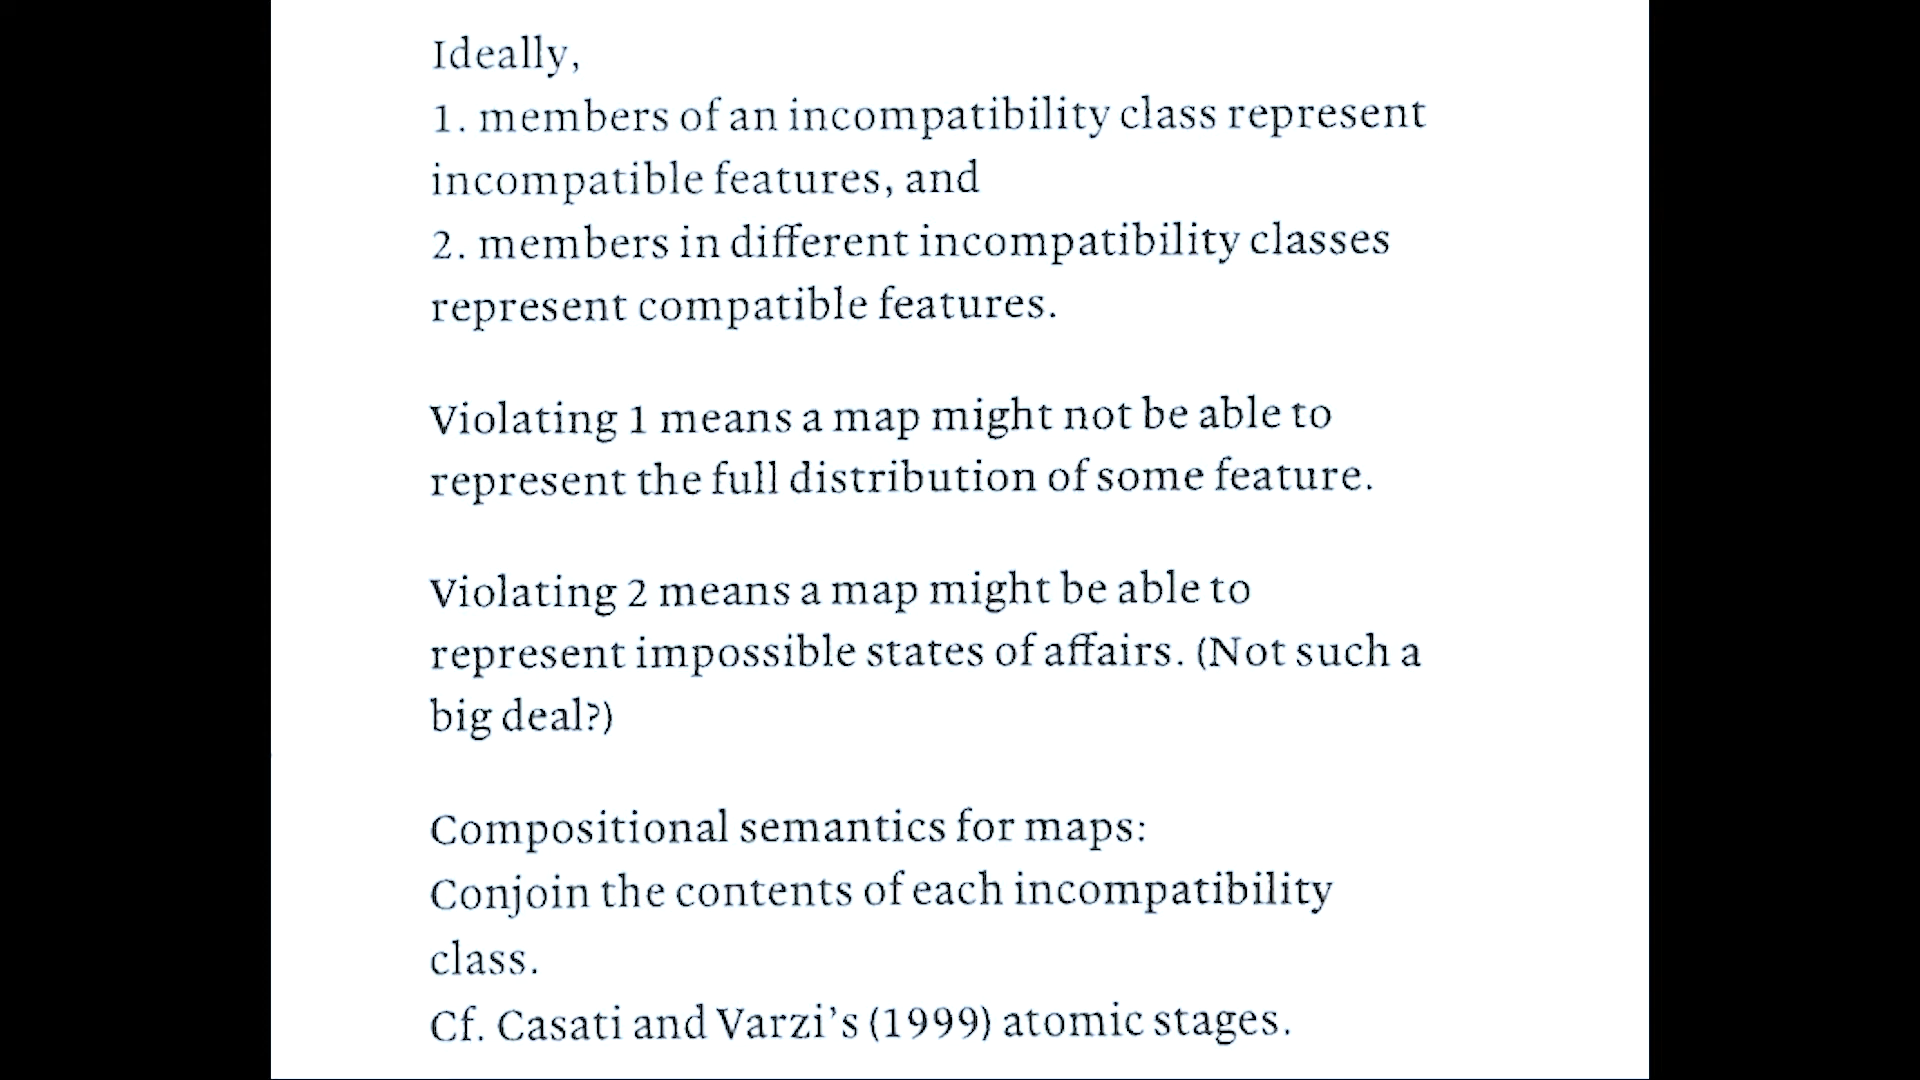 Ideally,
1. members of an incompatibility class represent
incompatible features, and
2. members in different incompatibility classes
represent compatible features.
Violating 1 means a map might not be able to
represent the full distribution of some feature.
Violating 2 means a map might be able to
represent impossible states of affairs. (Not such a
big deal?)
Compositional semantics for maps:
Conjoin the contents of each incompatibility
class.
Cf. Casati and Varzi’s (1999) atomic stages.